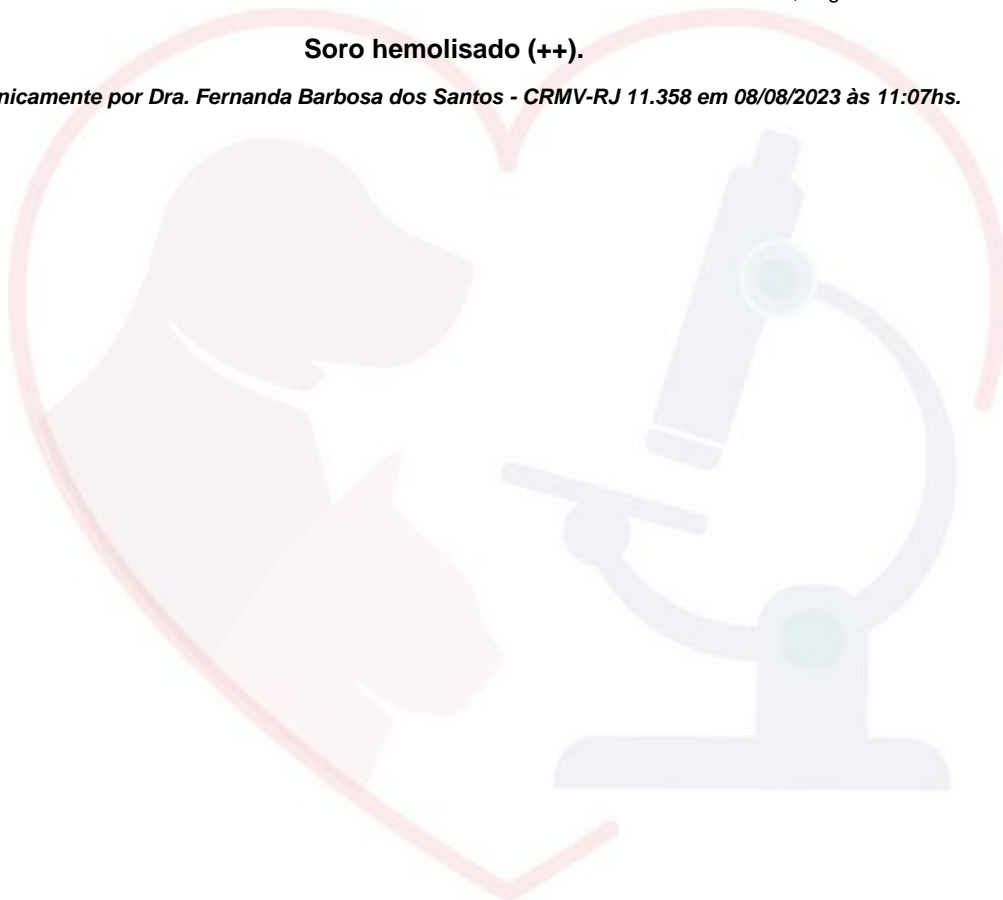 Soro hemolisado (++).
nicamente por Dra. Fernanda Barbosa dos Santos - CRMV-RJ 11.358 em 08/08/2023 às 11:07hs.